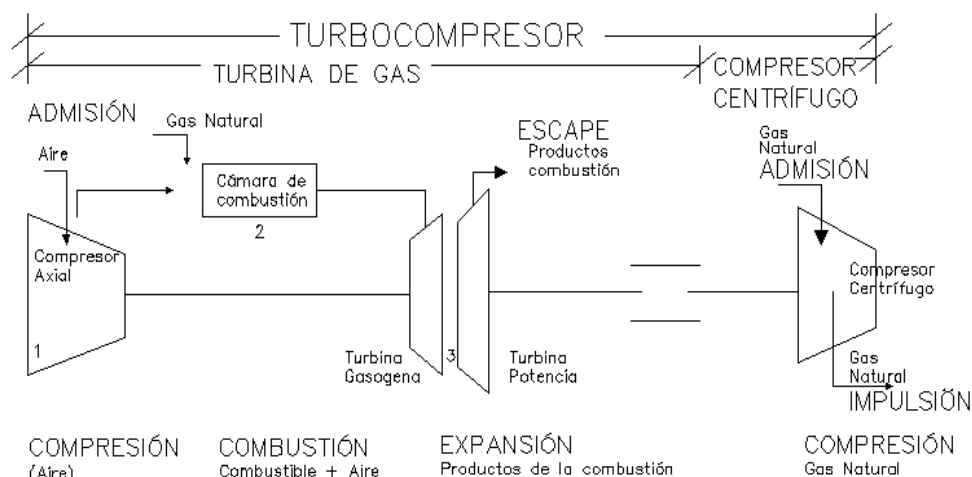 TURBOCOMPRESOR
TURBINA DE GAS
COMPRESOR
CENTRÍFUGO
ADMISIÓN
Gas Natural
Aire
ESCAPE
Productos
combustión
Gas
Natural
ADMISIÓN
Cámara de
combustión
2
Compresor
Axial
Compresor
Centrífugo
1
Turbina
Gasogena
3
Turbina
Potencía
Gas
Natural
IMPULSIÓN
COMPRESIÓN
(Aire)
COMBUSTIÓN
Combustible + Aire
EXPANSIÓN
Productos de la combustión
COMPRESIÓN
Gas Natural